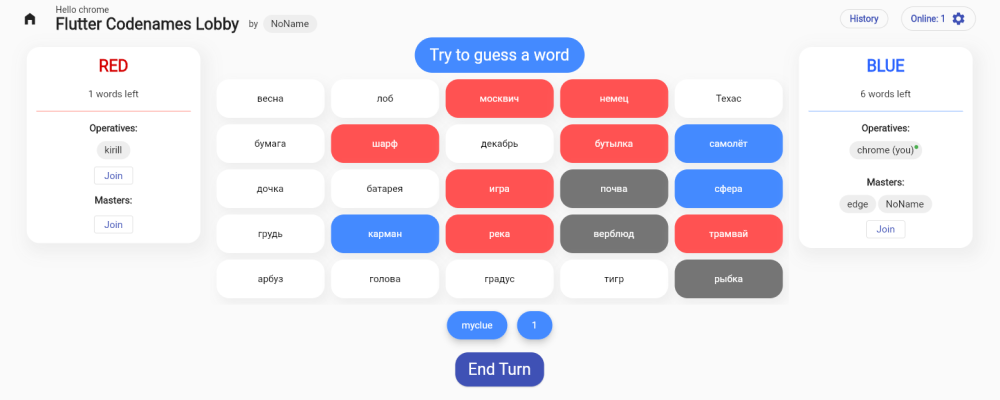 Hello chrome
Flutter Codenames Lobby by NoName
History
Online: 1
RED
1 words left
Operatives:
kirill
Join
Masters:
Join
Try to guess a word
весна лоб москвич немец Техас
бумага шарф декабрь бутылка самолёт
дочка батарея игра почва сфера
грудь карман река верблюд трамвай
арбуз голова градус тигр рыбка
myclue 1
End Turn
BLUE
6 words left
Operatives:
chrome (you)
Masters:
edge NoName
Join